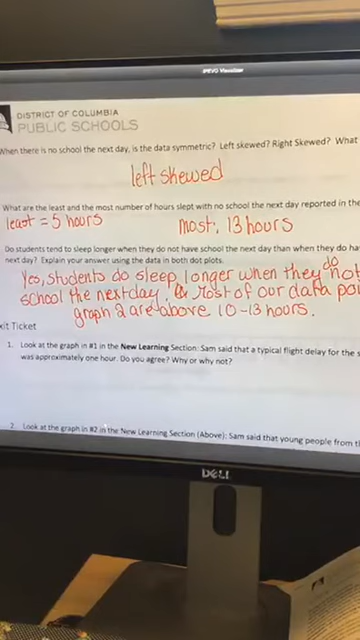 IPEVO Visualizer
DISTRICT OF COLUMBIA
PUBLIC SCHOOLS
When there is no school the next day, is the data symmetric? Left skewed? Right Skewed? What
left skewed
What are the least and the most number of hours slept with no school the next day reported in the
least = 5 hours most, 13 hours
Do students tend to sleep longer when they do not have school the next day than when they do ha
next day? Explain your answer using the data in both dot plots.
Yes, students do sleep longer when they do not
school the next day. Most of our data poi
graph 2 are above 10-13 hours.
xit Ticket
1. Look at the graph in #1 in the New Learning Section: Sam said that a typical flight delay for the s
was approximately one hour. Do you agree? Why or why not?
2. Look at the graph in #2 in the New Learning Section (Above): Sam said that young people from t
DELL